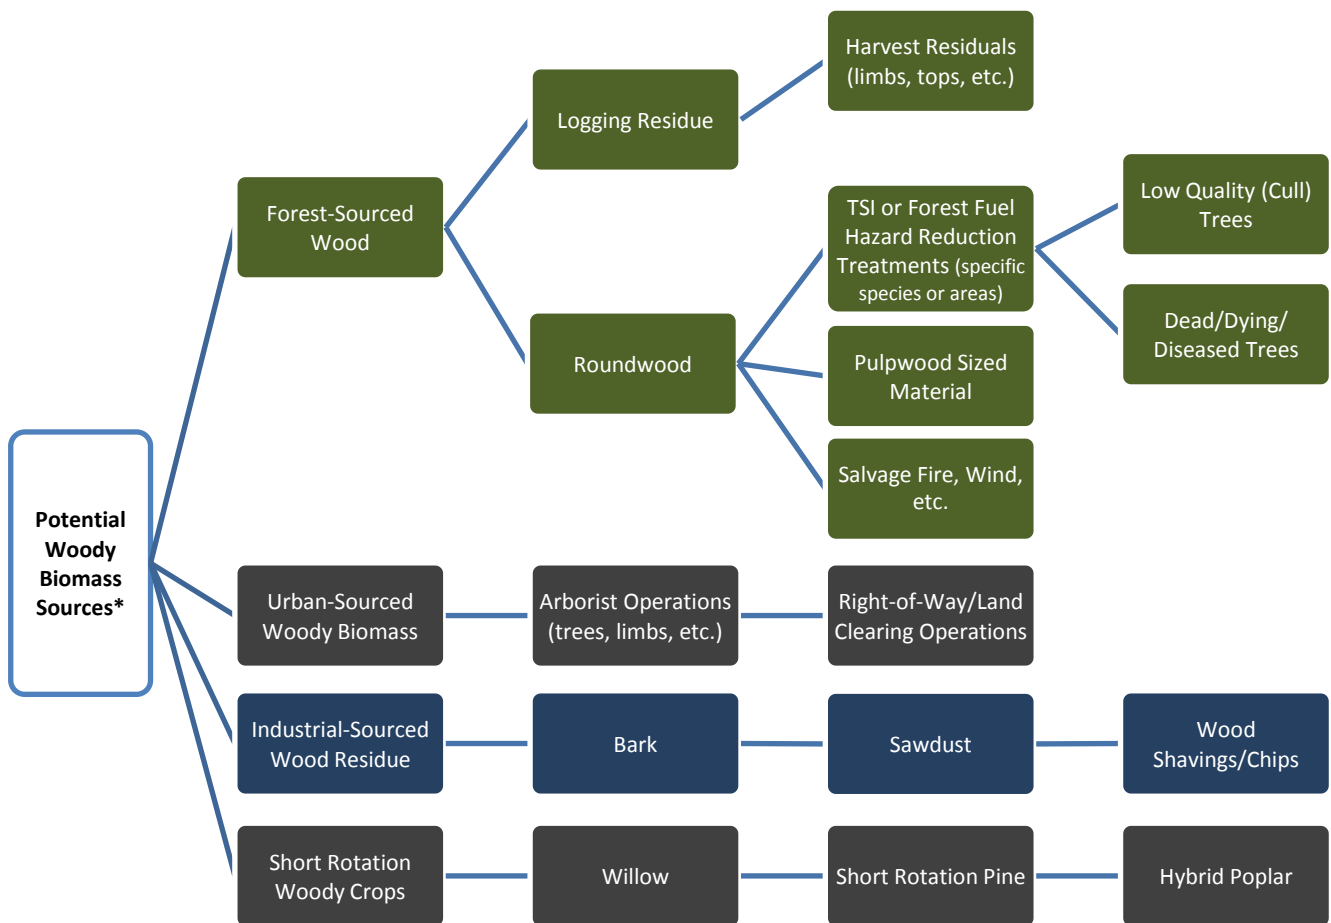 Potential
Woody
Biomass
Sources*
Forest-Sourced
Wood
Logging Residue
Harvest Residuals
(limbs, tops, etc.)
Roundwood
TSI or Forest Fuel
Hazard Reduction
Treatments (specific
species or areas)
Low Quality (Cull)
Trees
Dead/Dying/
Diseased Trees
Pulpwood Sized
Material
Salvage Fire, Wind,
etc.
Urban-Sourced
Woody Biomass
Arborist Operations
(trees, limbs, etc.)
Right-of-Way/Land
Clearing Operations
Industrial-Sourced
Wood Residue
Bark
Sawdust
Wood
Shavings/Chips
Short Rotation
Woody Crops
Willow
Short Rotation Pine
Hybrid Poplar